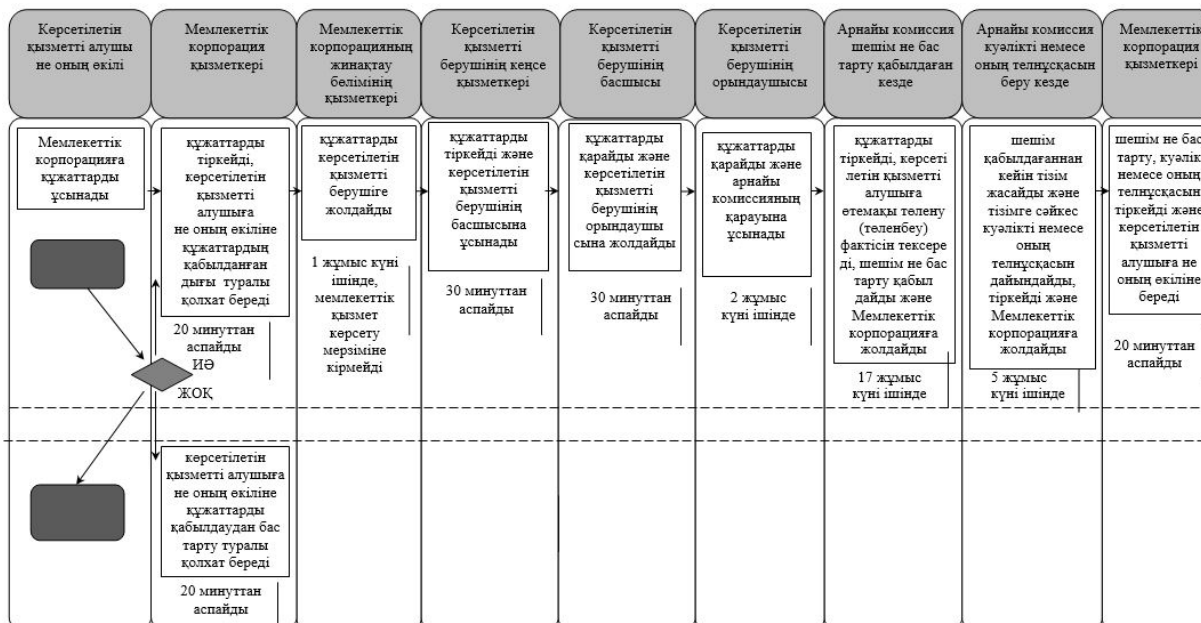 Көрсетілетін
қызметті алушы
не оның өкілі
Мемлекеттік
корпорация
қызметкері
Мемлекеттік
корпорацияның
жинақтау
бөлімінің
қызметкері
Көрсетілетін
қызметті
берушінің кеңсе
қызметкері
Көрсетілетін
қызметті
берушінің
басшысы
Көрсетілетін
қызметті
берушінің
орындаушысы
Арнайы комиссия
шешім не бас
тарту қабылдаған
кезде
Арнайы комиссия
куәлікті немесе
оның телнұсқасын
беру кезде
Мемлекеттік
корпорация
қызметкері
Мемлекеттік
корпорацияға
құжаттарды
ұсынады
құжаттарды
тіркейді,
көрсетілетін
қызметті
алушыға
не оның өкіліне
құжаттардың
қабылданған
дығы туралы
қолхат береді
20 минуттан
аспайды
ИӘ
ЖОҚ
құжаттарды
көрсетілетін
қызметті
берушіге
жолдайды
1 жұмыс күні
ішінде,
мемлекеттік
қызмет
көрсету
мерзіміне
кірмейді
құжаттарды
тіркейді және
көрсетілетін
қызметті
берушінің
басшысына
ұсынады
30 минуттан
аспайды
құжаттарды
қарайды және
көрсетілетін
қызметті
берушінің
орындаушы
сына жолдайды
30 минуттан
аспайды
құжаттарды
қарайды және
арнайы
комиссияның
қарауына
ұсынады
2 жұмыс
күні ішінде
құжаттарды
тіркейді, көрсеті
летін қызметті
алушыға
өтемақы төлену
(төленбеу)
фактісін тексере
ді, шешім не бас
тарту қабыл
дайды және
Мемлекеттік
корпорацияға
жолдайды
17 жұмыс
күні ішінде
шешім
қабылдағаннан
кейін тізім
жасайды және
тізімге сәйкес
куәлікті немесе
оның
телнұсқасын
дайындайды,
тіркейді және
Мемлекеттік
корпорацияға
жолдайды
5 жұмыс
күні ішінде
шешім не бас
тарту, куәлік
немесе оның
телнұсқасын
тіркейді және
көрсетілетін
қызметті
алушыға не
оның өкіліне
береді
20 минуттан
аспайды
көрсетілетін
қызметті алушыға
не оның өкіліне
құжаттарды
қабылдаудан бас
тарту туралы
қолхат береді
20 минуттан
аспайды